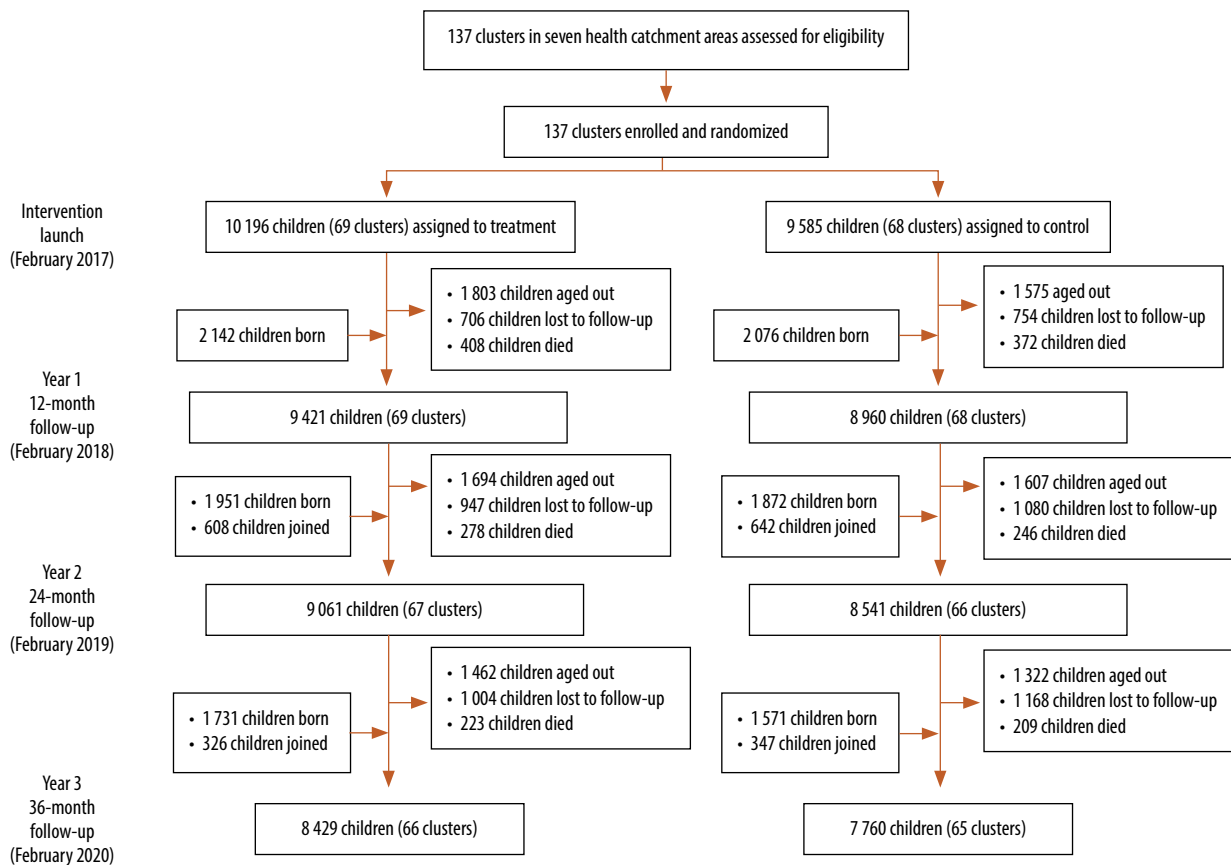 137 clusters in seven health catchment areas assessed for eligibility
137 clusters enrolled and randomized
Intervention
launch
(February 2017)
10 196 children (69 clusters) assigned to treatment
9 585 children (68 clusters) assigned to control
• 1 803 children aged out
• 706 children lost to follow-up
• 408 children died
2 142 children born
• 1 575 aged out
• 754 children lost to follow-up
• 372 children died
2 076 children born
Year 1
12-month
follow-up
(February 2018)
9 421 children (69 clusters)
8 960 children (68 clusters)
• 1 694 children aged out
• 947 children lost to follow-up
• 278 children died
• 1 951 children born
• 608 children joined
• 1 607 children aged out
• 1 080 children lost to follow-up
• 246 children died
• 1 872 children born
• 642 children joined
Year 2
24-month
follow-up
(February 2019)
9 061 children (67 clusters)
8 541 children (66 clusters)
• 1 462 children aged out
• 1 004 children lost to follow-up
• 223 children died
• 1 731 children born
• 326 children joined
• 1 322 children aged out
• 1 168 children lost to follow-up
• 209 children died
• 1 571 children born
• 347 children joined
Year 3
36-month
follow-up
(February 2020)
8 429 children (66 clusters)
7 760 children (65 clusters)